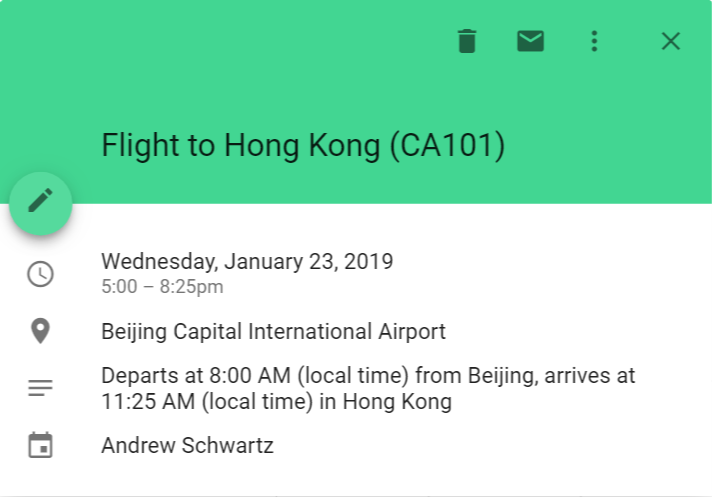 Flight to Hong Kong (CA101)
Wednesday, January 23, 2019
5:00 – 8:25pm
Beijing Capital International Airport
Departs at 8:00 AM (local time) from Beijing, arrives at
11:25 AM (local time) in Hong Kong
Andrew Schwartz